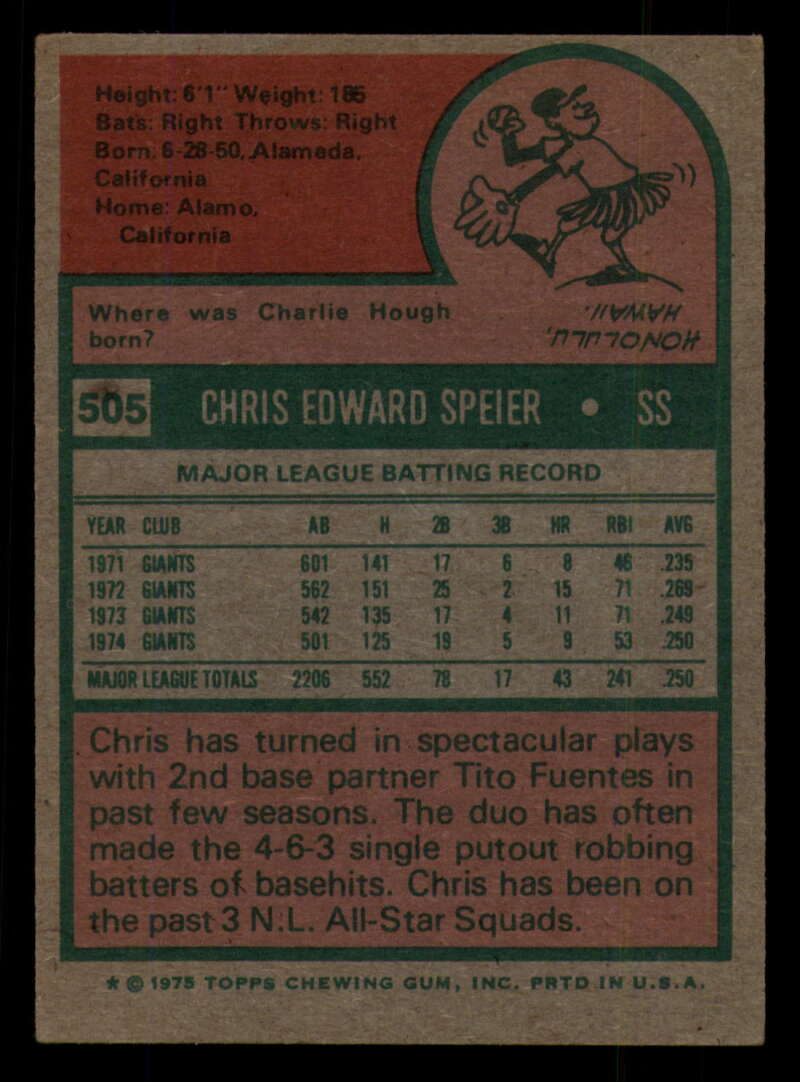 Height: 6'1" Weight: 185
Bats: Right Throws: Right
Born: 6-28-50, Alameda,
California
Home: Alamo,
California
Where was Charlie Hough
born?
HONOLULU,
HAWAII.
505 CHRIS EDWARD SPEIER • SS
MAJOR LEAGUE BATTING RECORD
YEAR CLUB AB H 2B 3B HR RBI AVG
1971 GIANTS 601 141 17 6 8 46 .235
1972 GIANTS 562 151 25 2 15 71 .269
1973 GIANTS 542 135 17 4 11 71 .249
1974 GIANTS 501 125 19 5 9 53 .250
MAJOR LEAGUE TOTALS 2206 552 78 17 43 241 .250
Chris has turned in spectacular plays
with 2nd base partner Tito Fuentes in
past few seasons. The duo has often
made the 4-6-3 single putout robbing
batters of basehits. Chris has been on
the past 3 N.L. All-Star Squads.
* © 1975 TOPPS CHEWING GUM, INC. PRTD IN U.S.A.